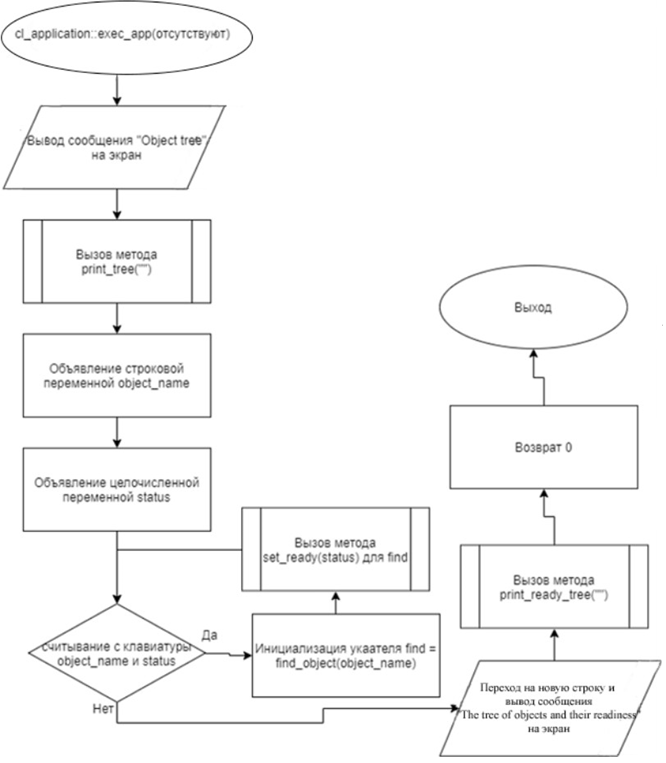 cl_application::exec_app(отсутствуют)
Вывод сообщения "Object tree"
на экран
Вызов метода
print_tree("")
Объявление строковой
переменной object_name
Объявление целочисленной
переменной status
считывание с клавиатуры
object_name и status
Да
Нет
Инициализация укаателя find =
find_object(object_name)
Вызов метода
set_ready(status) для find
Переход на новую строку и
вывод сообщения
"The tree of objects and their readiness"
на экран
Вызов метода
print_ready_tree("")
Возврат 0
Выход